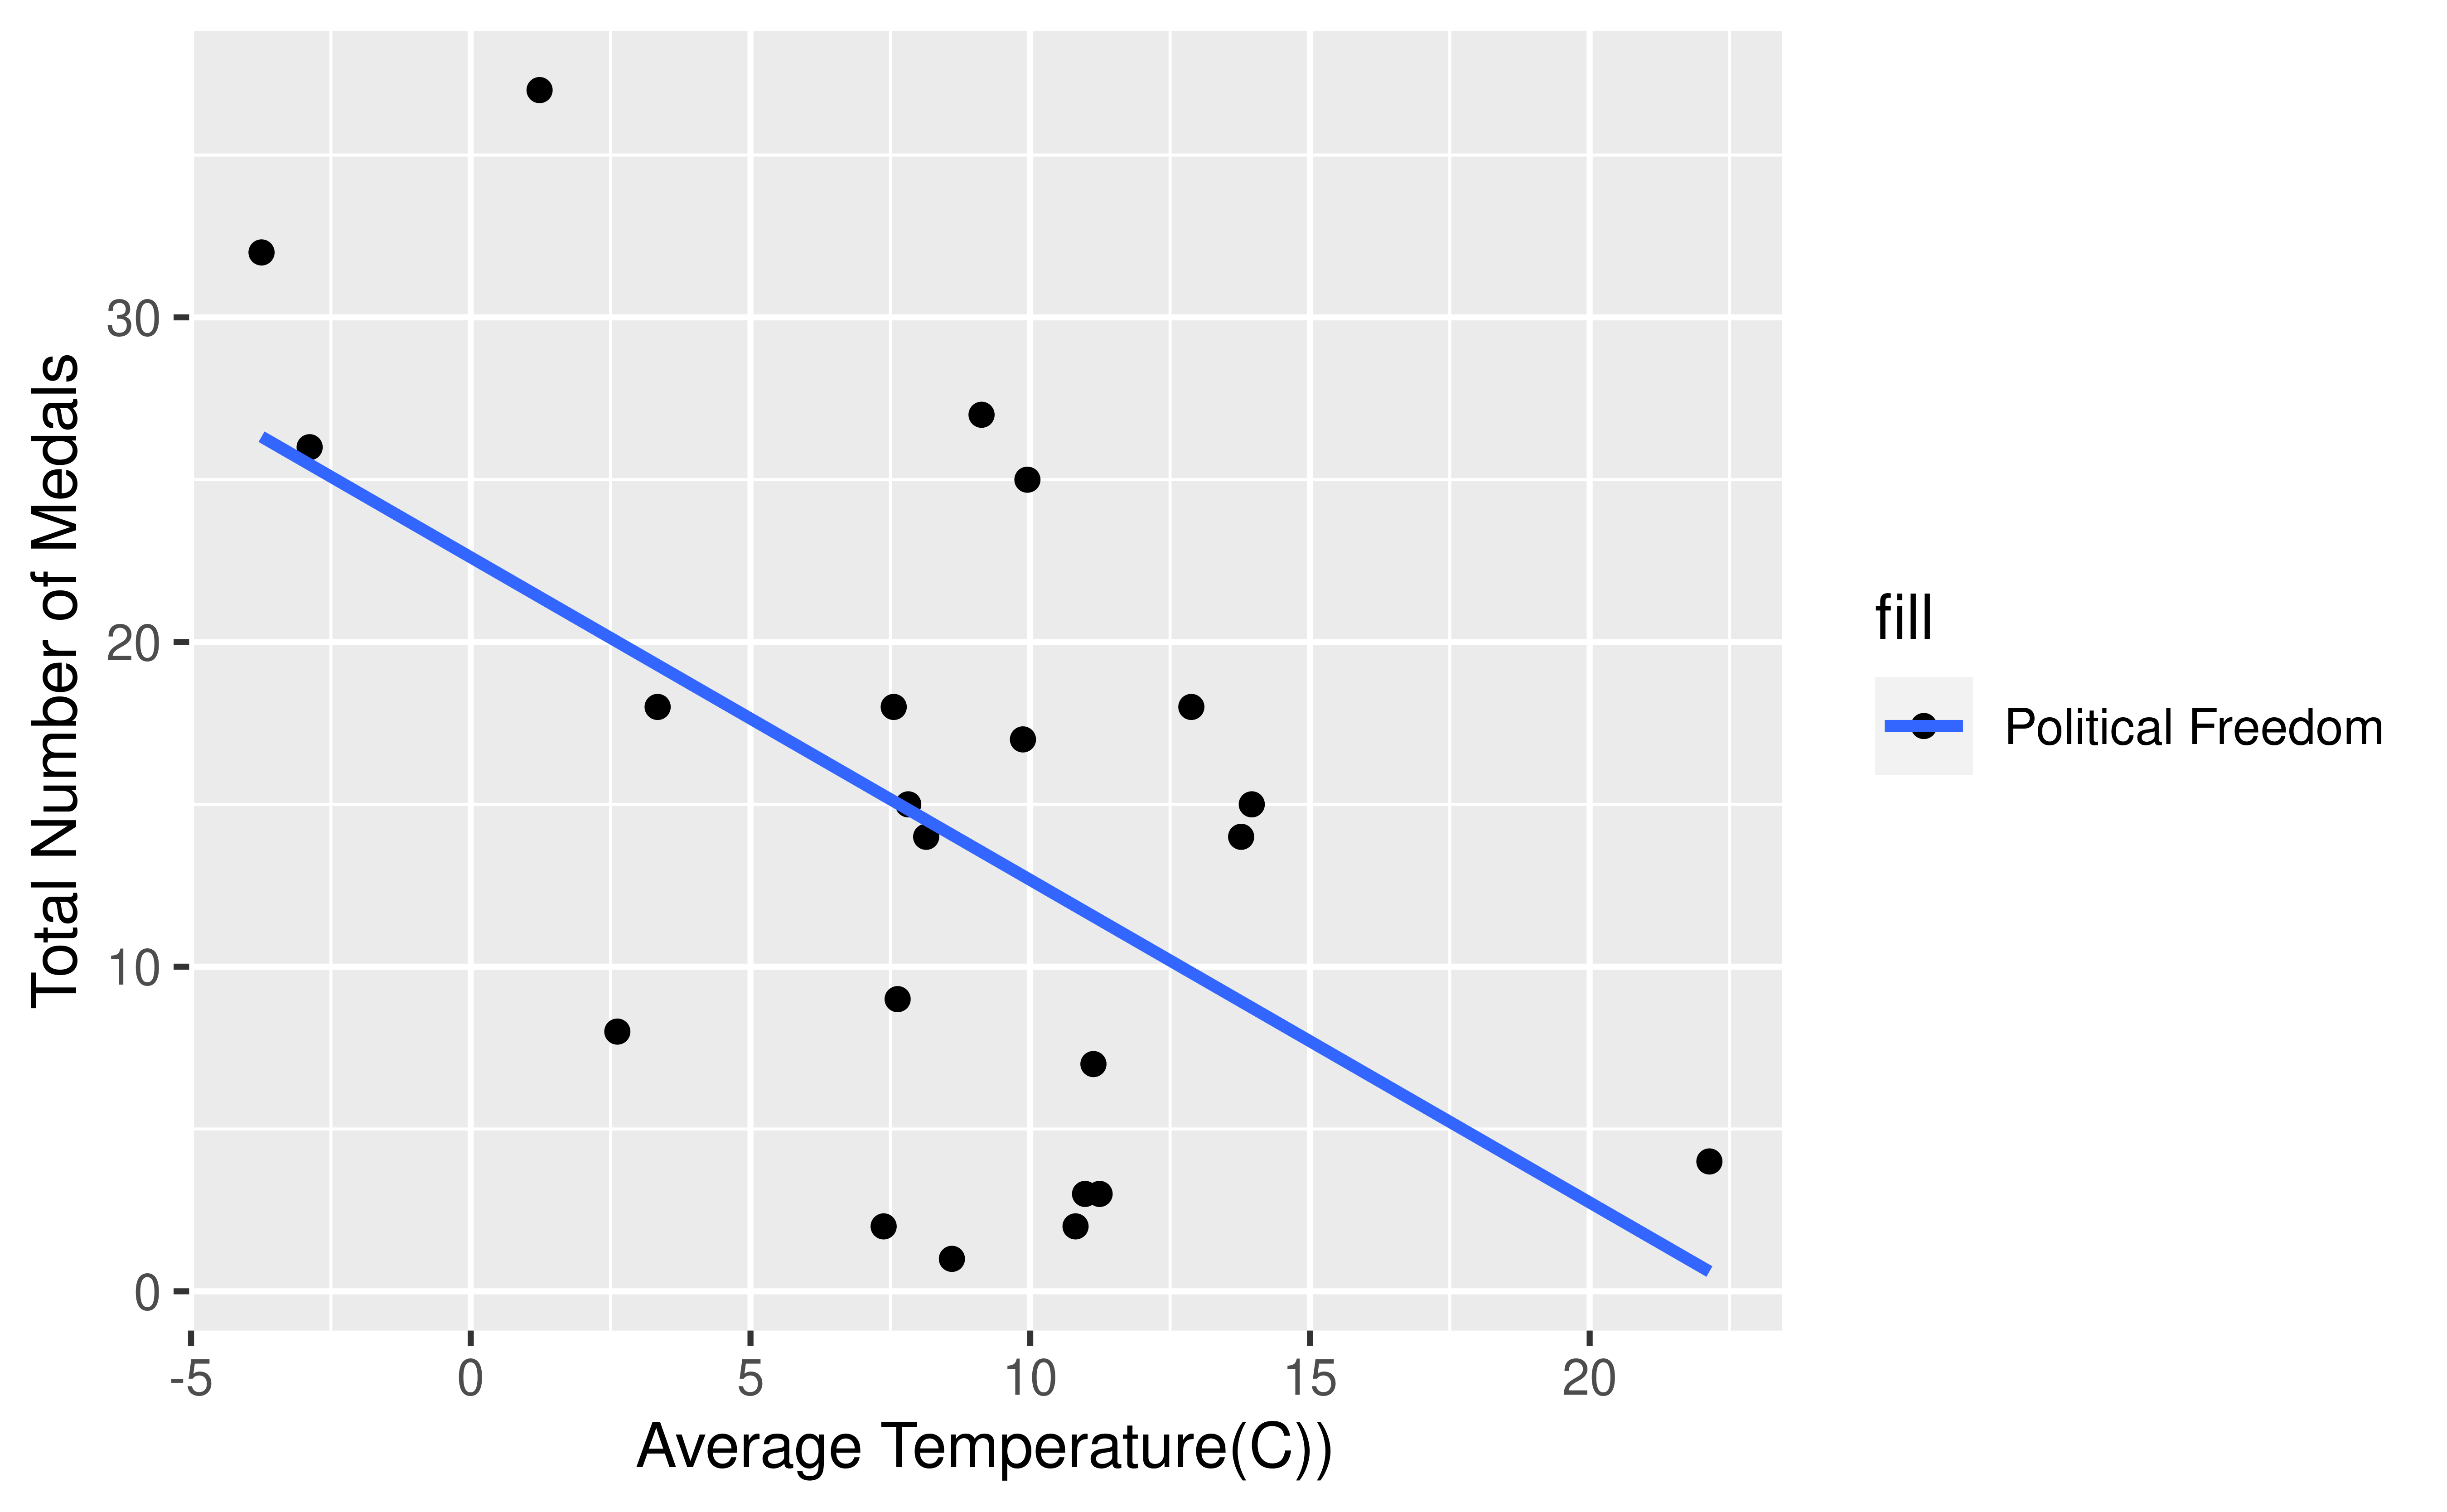 30
20
10
0
-5 0 5 10 15 20
Average Temperature(C))
Total Number of Medals
fill
Political Freedom